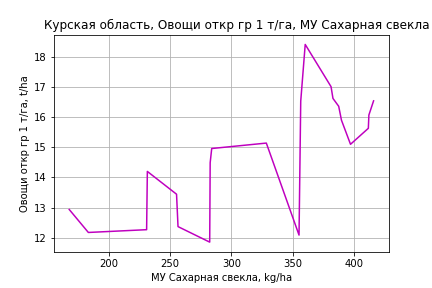 Курская область, Овощи откр гр 1 т/га, МУ Сахарная свекла
18
17
16
15
14
13
12
Овощи откр гр 1 т/га, t/ha
200 250 300 350 400
МУ Сахарная свекла, kg/ha